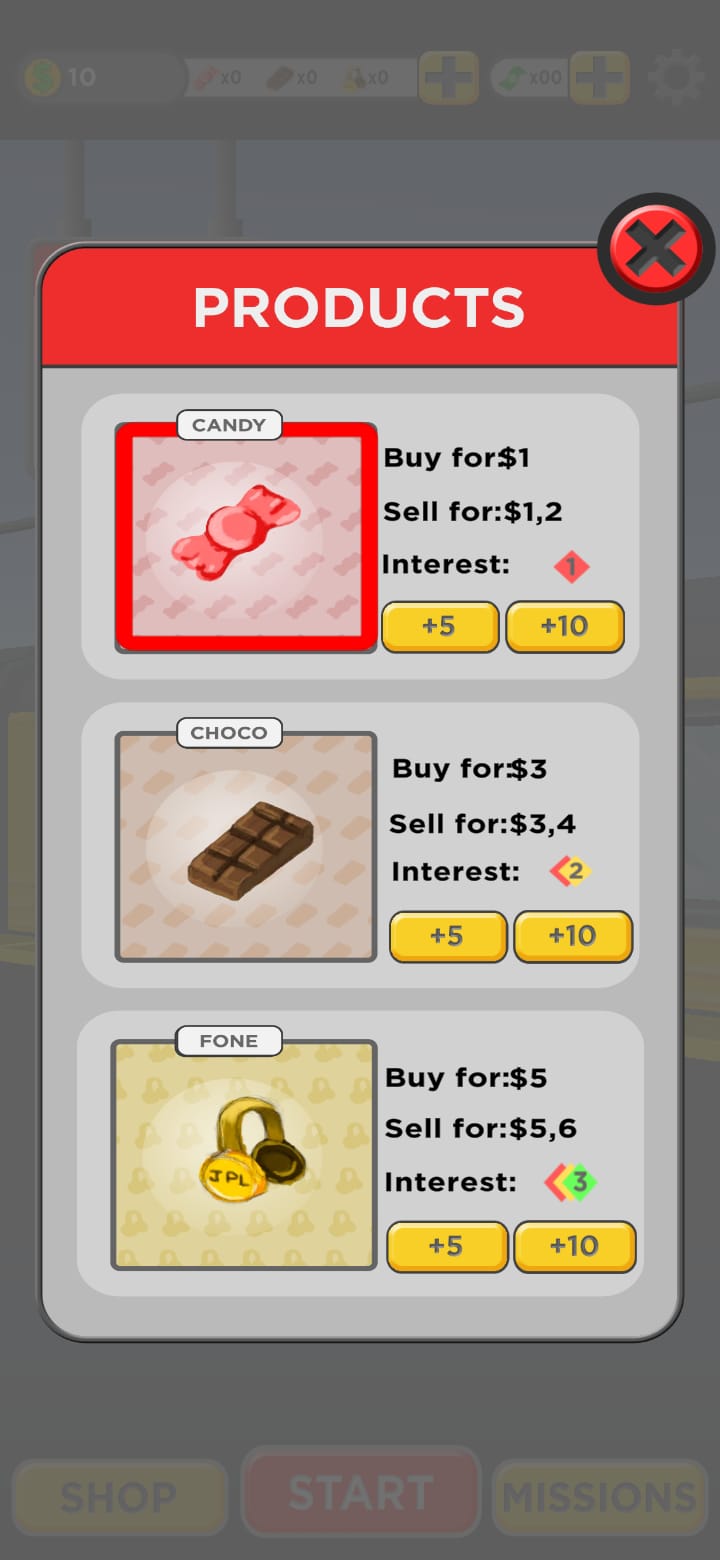 10 x0 x0 x0 x00
PRODUCTS
CANDY
Buy for:$1
Sell for:$1,2
Interest: 1
+5 +10
CHOCO
Buy for:$3
Sell for:$3,4
Interest: 2
+5 +10
FONE
JPL
Buy for:$5
Sell for:$5,6
Interest: 3
+5 +10
SHOP START MISSIONS